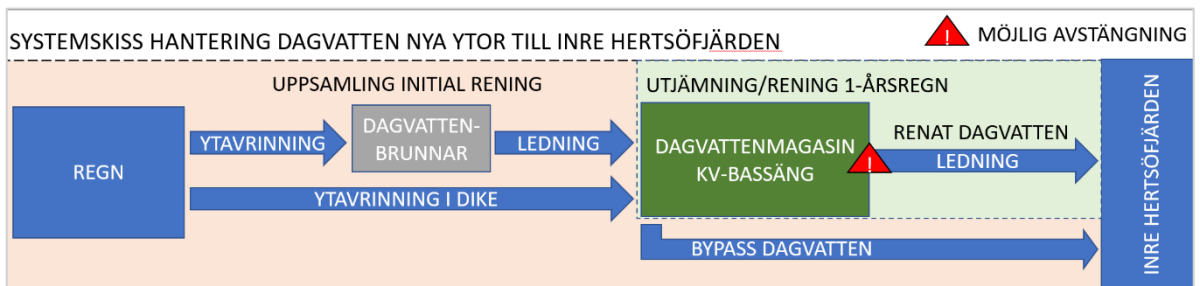 SYSTEMSKISS HANTERING DAGVATTEN NYA YTOR TILL INRE HERTSÖFJÄRDEN
! MÖJLIG AVSTÄNGNING
UPPSAMLING INITIAL RENING
UTJÄMNING/RENING 1-ÅRSREGN
REGN
YTAVRINNING
DAGVATTEN-
BRUNNAR
LEDNING
YTAVRINNING I DIKE
DAGVATTENMAGASIN
KV-BASSÄNG
!
RENAT DAGVATTEN
LEDNING
BYPASS DAGVATTEN
INRE HERTSÖFJÄRDEN